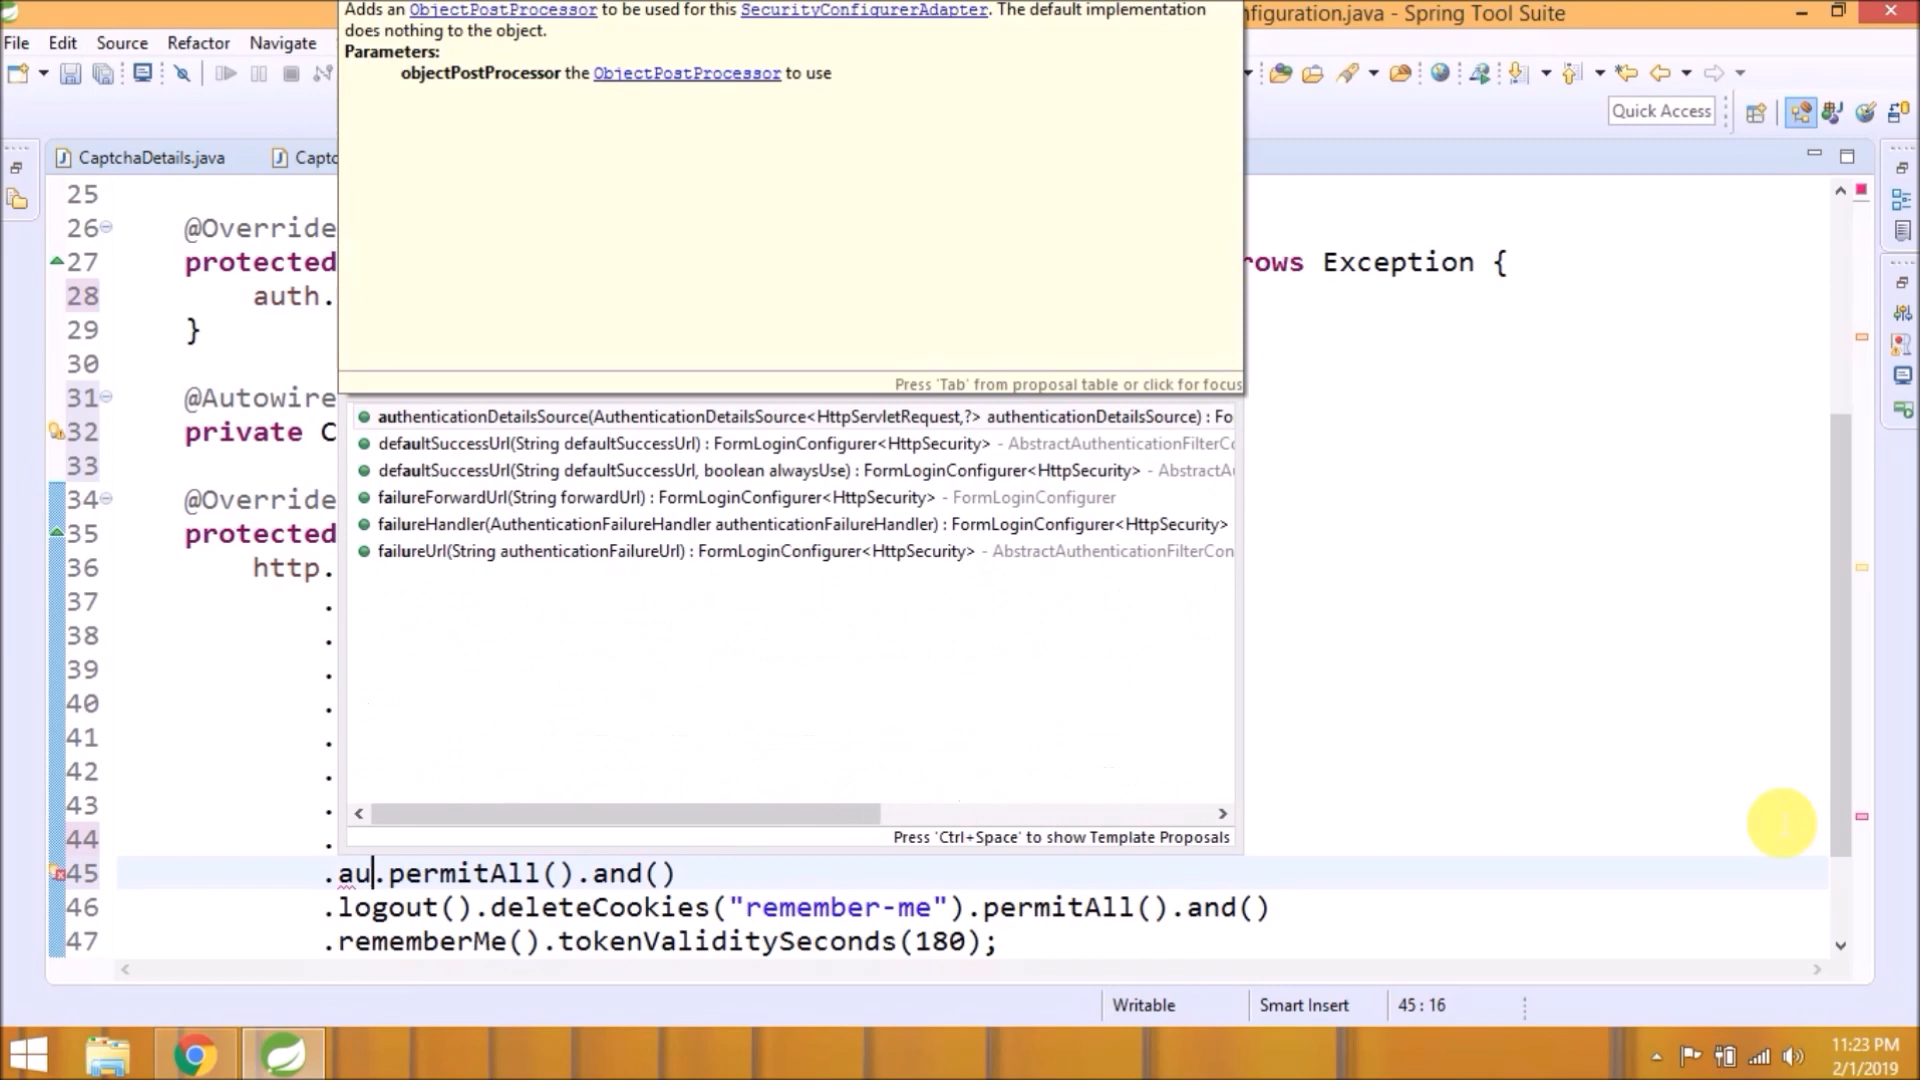 Adds an ObjectPostProcessor to be used for this SecurityConfigurerAdapter. The default implementation
does nothing to the object.
Parameters:
objectPostProcessor the ObjectPostProcessor to use
figuration.java - Spring Tool Suite
File Edit Source Refactor Navigate
Quick Access
CaptchaDetails.java Captc
25
26 @Override
27 protected rows Exception {
28 auth.
29 }
30
31 @Autowire
32 private C
33
34 @Override
35 protected
36 http.
37 .
38 .
39 .
40 .
41 .
42 .
43 .
44 .
Press 'Tab' from proposal table or click for focus
authenticationDetailsSource(AuthenticationDetailsSource<HttpServletRequest,?> authenticationDetailsSource) : Fo
defaultSuccessUrl(String defaultSuccessUrl) : FormLoginConfigurer<HttpSecurity> - AbstractAuthenticationFilterCo
defaultSuccessUrl(String defaultSuccessUrl, boolean alwaysUse) : FormLoginConfigurer<HttpSecurity> - AbstractAu
failureForwardUrl(String forwardUrl) : FormLoginConfigurer<HttpSecurity> - FormLoginConfigurer
failureHandler(AuthenticationFailureHandler authenticationFailureHandler) : FormLoginConfigurer<HttpSecurity>
failureUrl(String authenticationFailureUrl) : FormLoginConfigurer<HttpSecurity> - AbstractAuthenticationFilterCon
Press 'Ctrl+Space' to show Template Proposals
45 .au.permitAll().and()
46 .logout().deleteCookies("remember-me").permitAll().and()
47 .rememberMe().tokenValiditySeconds(180);
Writable Smart Insert 45 : 16
11:23 PM
2/1/2019